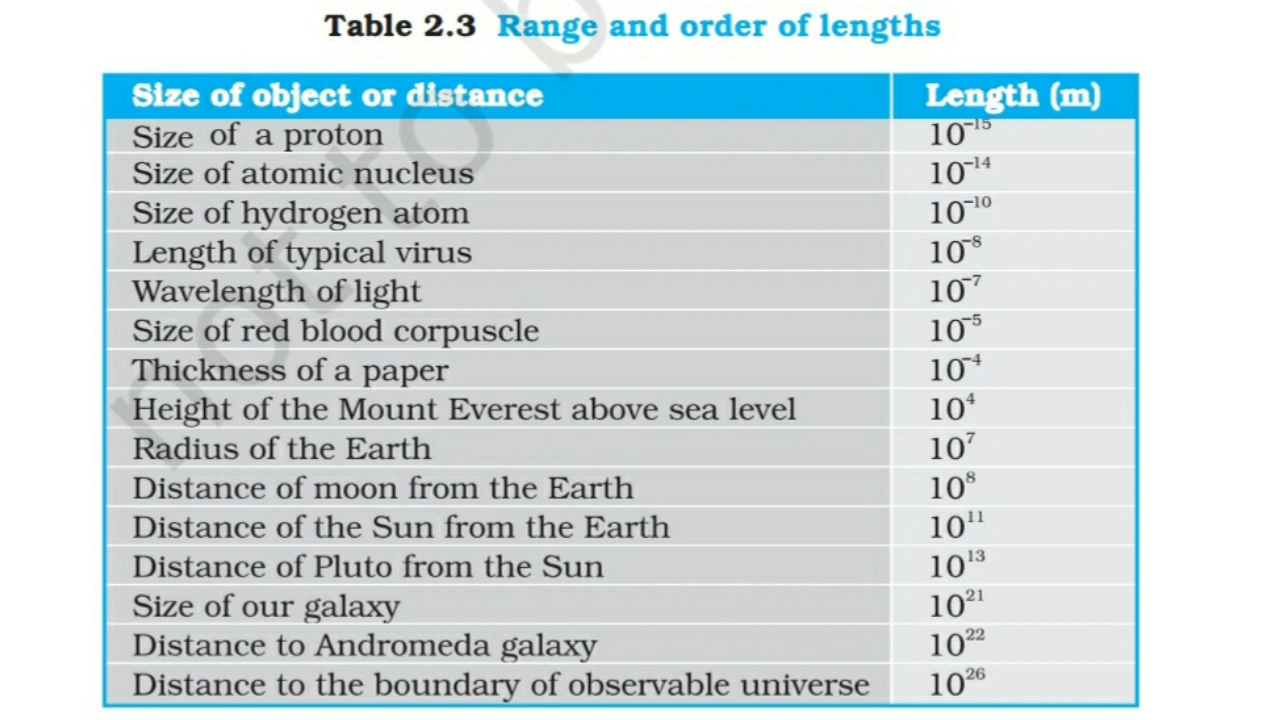 Table 2.3 Range and order of lengths
Size of object or distance Length (m)
Size of a proton 10⁻¹⁵
Size of atomic nucleus 10⁻¹⁴
Size of hydrogen atom 10⁻¹⁰
Length of typical virus 10⁻⁸
Wavelength of light 10⁻⁷
Size of red blood corpuscle 10⁻⁵
Thickness of a paper 10⁻⁴
Height of the Mount Everest above sea level 10⁴
Radius of the Earth 10⁷
Distance of moon from the Earth 10⁸
Distance of the Sun from the Earth 10¹¹
Distance of Pluto from the Sun 10¹³
Size of our galaxy 10²¹
Distance to Andromeda galaxy 10²²
Distance to the boundary of observable universe 10²⁶
not to b